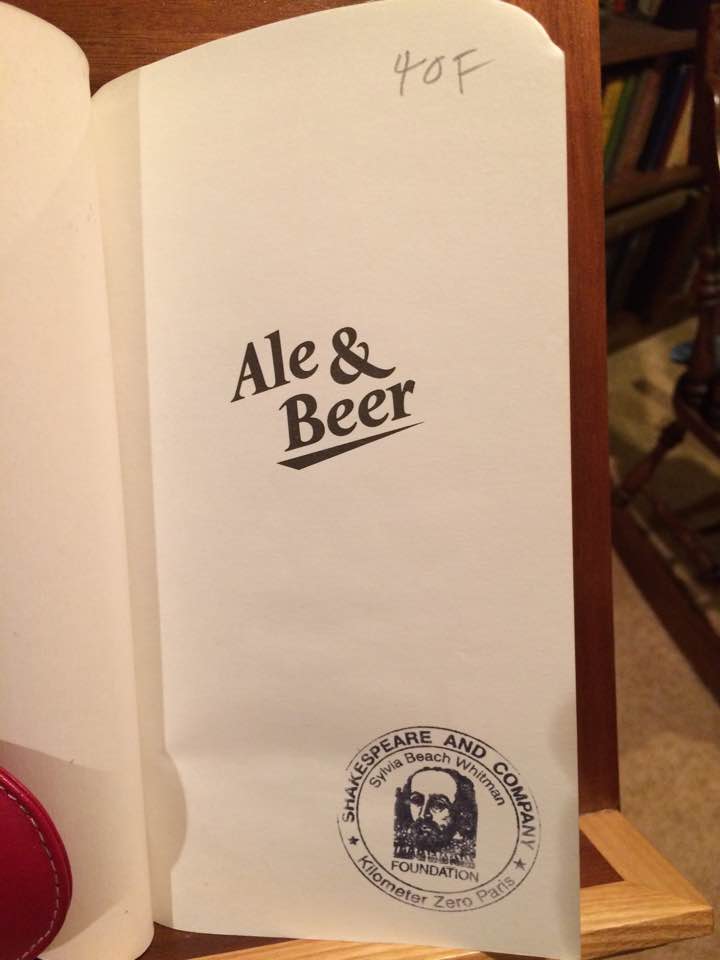 40F
Ale &
Beer
SHAKESPEARE AND COMPANY
Sylvia Beach Whitman
FOUNDATION
Kilometer Zero Paris